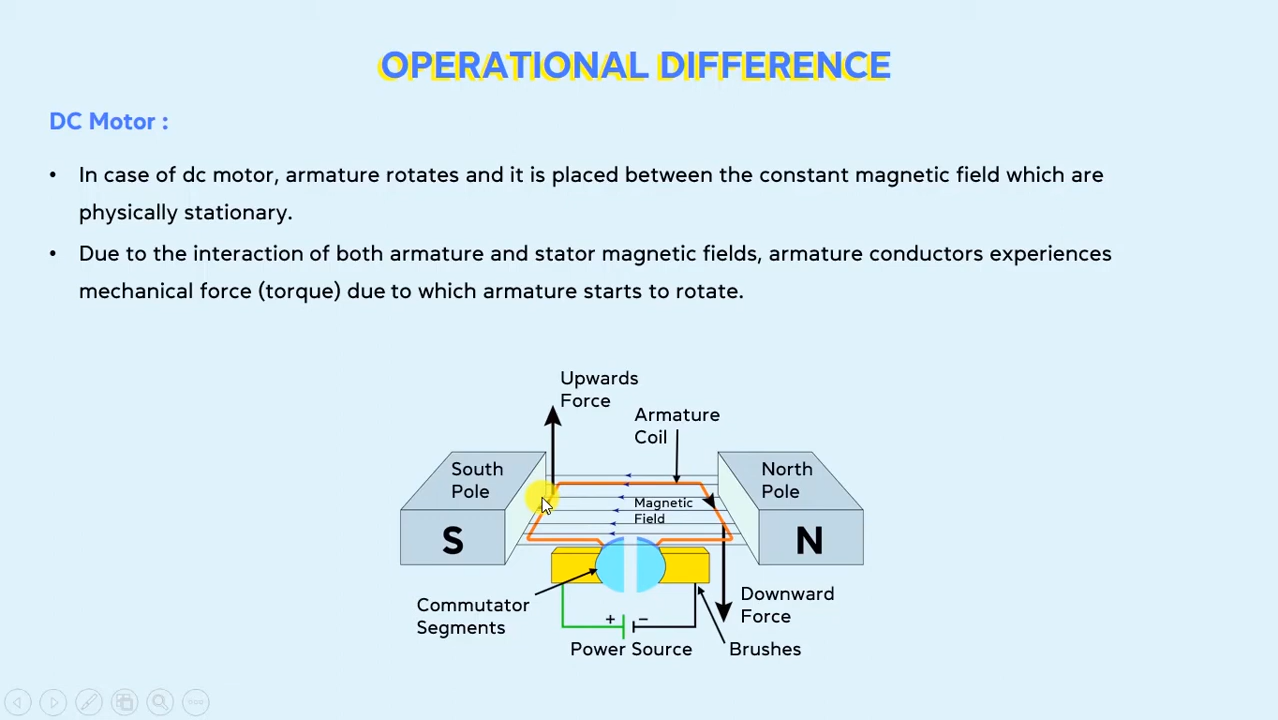 OPERATIONAL DIFFERENCE
DC Motor :
• In case of dc motor, armature rotates and it is placed between the constant magnetic field which are
physically stationary.
• Due to the interaction of both armature and stator magnetic fields, armature conductors experiences
mechanical force (torque) due to which armature starts to rotate.
Upwards
Force
Armature
Coil
South
Pole
North
Pole
Magnetic
Field
S
N
Commutator
Segments
+ −
Power Source
Downward
Force
Brushes